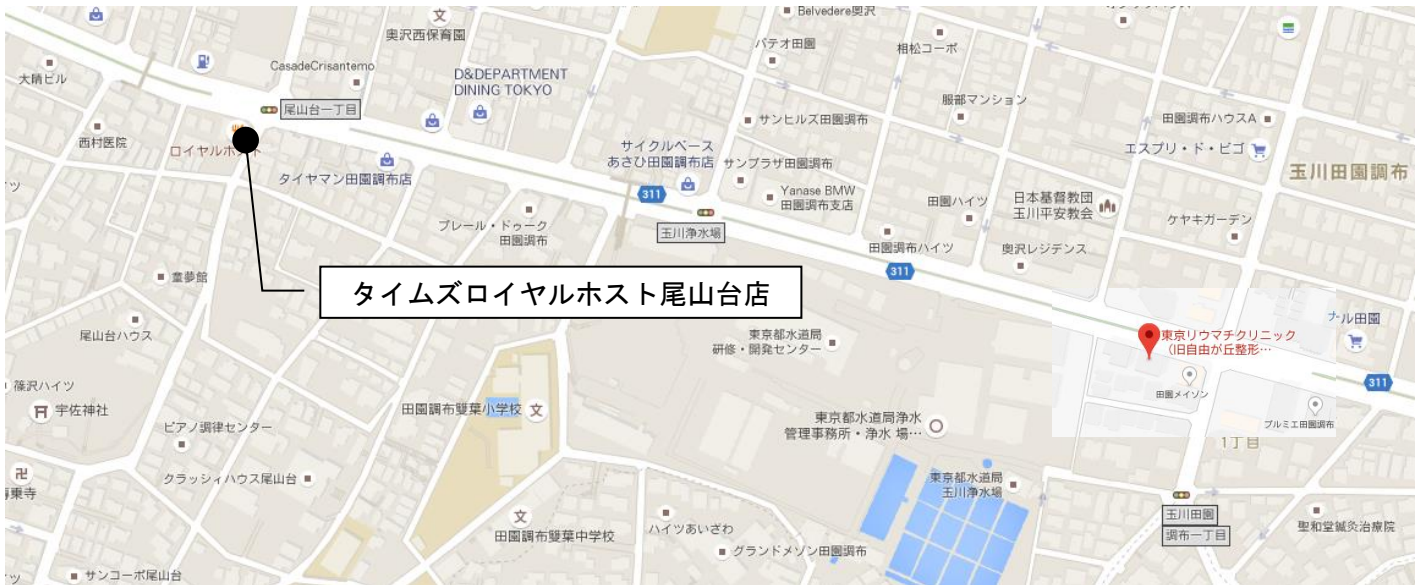 Belvedere奥沢
奥沢西保育園
パテオ田園
相松コーポ
大晴ビル
CasadeCrisantemo
D&DEPARTMENT
DINING TOKYO
尾山台一丁目
服部マンション
サンヒルズ田園調布
田園調布ハウスA
西村医院
ロイヤルホスト
サイクルベース
あさひ田園調布店
サンプラザ田園調布
エスプリ・ド・ビゴ
玉川田園調布
タイヤマン田園調布店
311
Yanase BMW
田園調布支店
田園ハイツ
日本基督教団
玉川平安教会
ブレール・ドゥーク
田園調布
玉川浄水場
ケヤキガーデン
田園調布ハイツ
奥沢レジデンス
311
童夢館
タイムズロイヤルホスト尾山台店
尾山台ハウス
東京都水道局
研修・開発センター
東京リウマチクリニック
(旧自由が丘整形…
ール田園
篠沢ハイツ
311
宇佐神社
田園調布雙葉小学校
文
田園メイソン
東京都水道局浄水
管理事務所・浄水 場…
プルミエ田園調布
ピアノ調律センター
1丁目
クラッシィハウス尾山台
東京都水道局
玉川浄水場
東寺
文
田園調布雙葉中学校
ハイツあいざわ
玉川田園
調布一丁目
聖和堂鍼灸治療院
グランドメゾン田園調布
サンコーポ尾山台